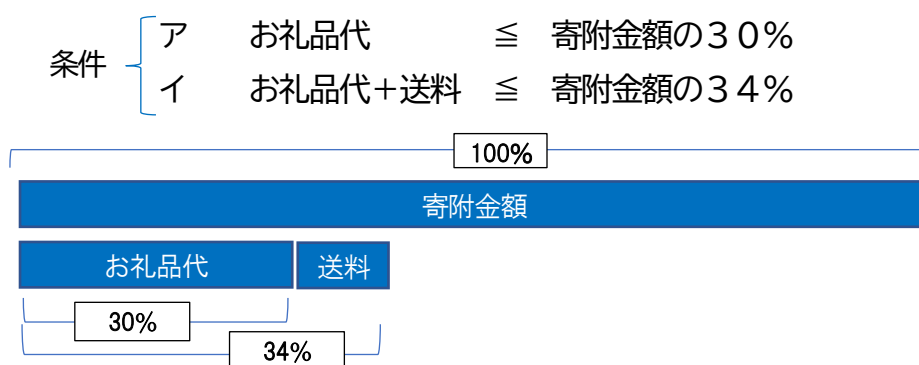 条件
ア お礼品代 ≦ 寄附金額の３０％
イ お礼品代＋送料 ≦ 寄附金額の３４％
100%
寄附金額
お礼品代 送料
30%
34%